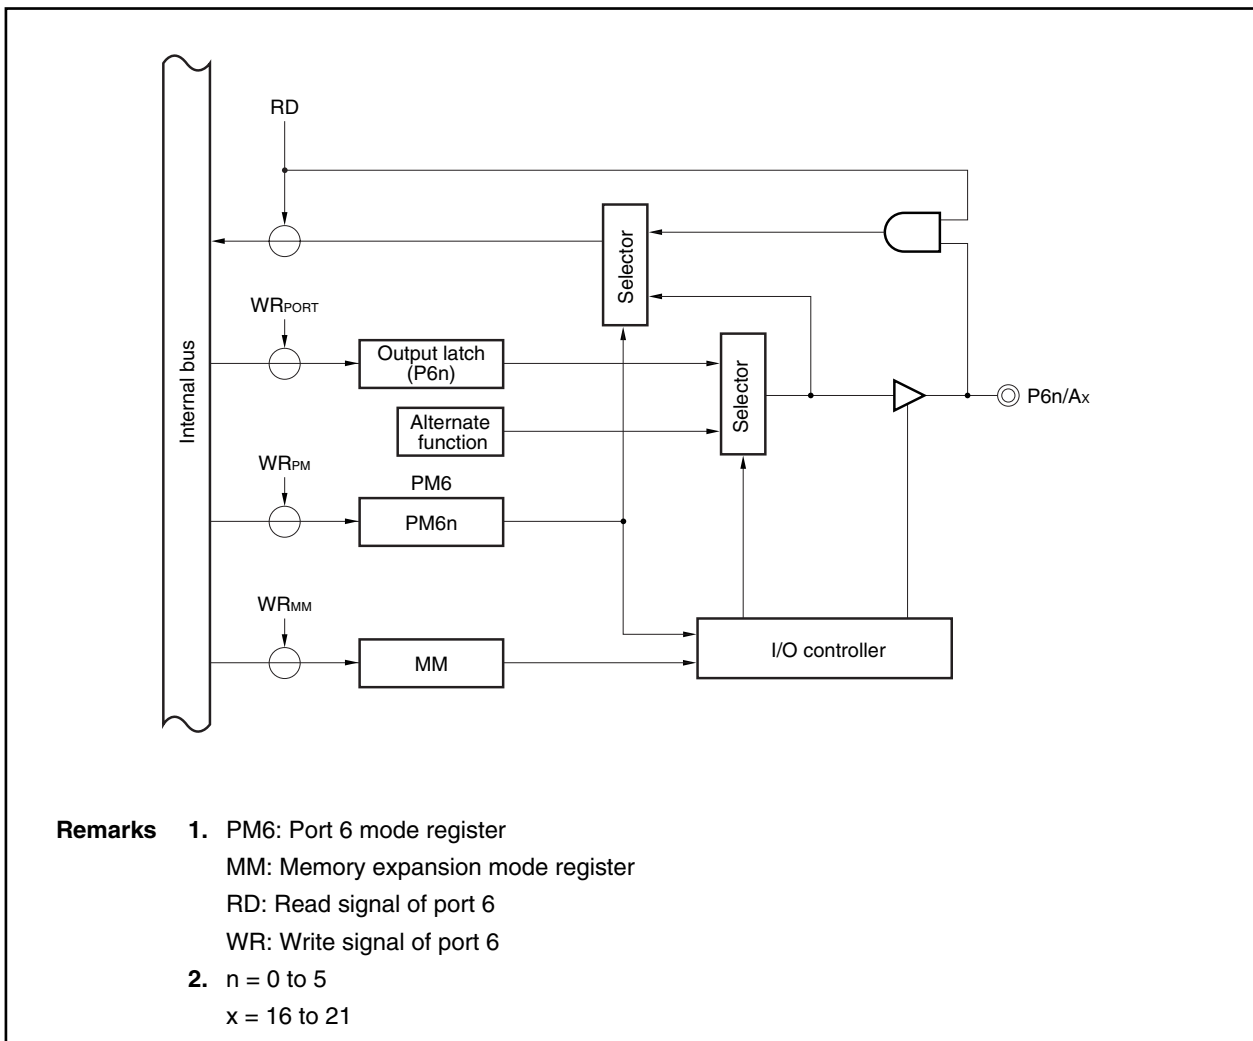 RD
Selector
WRPORT
Internal bus
Output latch
(P6n)
Selector
P6n/Ax
Alternate
function
WRPM
PM6
PM6n
WRMM
MM
I/O controller
Remarks 1. PM6: Port 6 mode register
MM: Memory expansion mode register
RD: Read signal of port 6
WR: Write signal of port 6
2. n = 0 to 5
x = 16 to 21